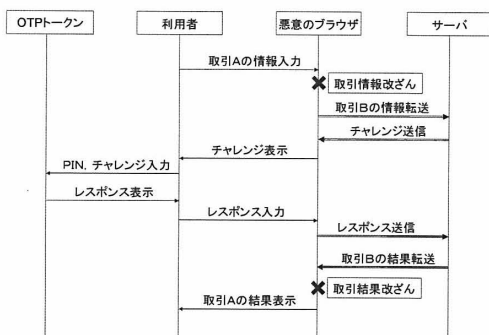 OTPトークン
利用者
悪意のブラウザ
サーバ
取引Aの情報入力
取引情報改ざん
取引Bの情報転送
チャレンジ送信
チャレンジ表示
PIN, チャレンジ入力
レスポンス表示
レスポンス入力
レスポンス送信
取引Bの結果転送
取引結果改ざん
取引Aの結果表示